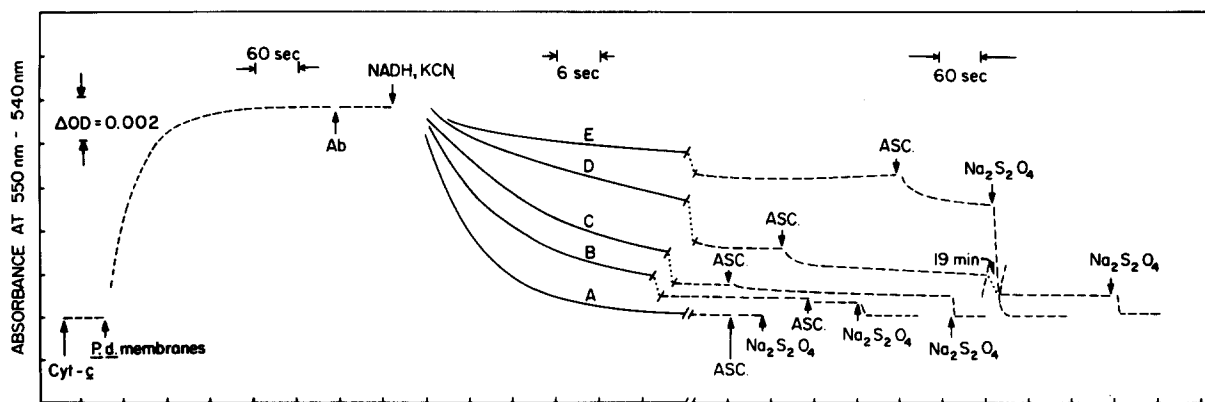 ABSORBANCE AT 550 nm - 540 nm
ΔOD = 0.002
60 sec
NADH, KCN
6 sec
60 sec
Ab
E
D
C
B
A
ASC.
Na₂S₂O₄
ASC.
ASC.
19 min
Na₂S₂O₄
Cyt-c
P.d. membranes
ASC.
Na₂S₂O₄
ASC.
Na₂S₂O₄
Na₂S₂O₄